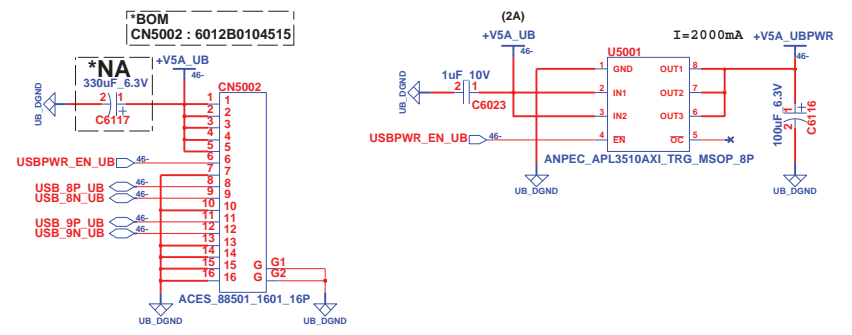 *BOM
CN5002 : 6012B0104515
*NA
330uF_6.3V
2
1
+
C6117
UB_DGND
+V5A_UB
46-
CN5002
1 1
2 2
3 3
4 4
5 5
USBPWR_EN_UB 46- 6 6
7 7
USB_8P_UB 46- 8 8
USB_8N_UB 46- 9 9
10 10
USB_9P_UB 46- 11 11
USB_9N_UB 46- 12 12
13 13
14 14
15 15 G G1
16 16 G G2
ACES_88501_1601_16P
UB_DGND
UB_DGND
(2A)
+V5A_UB
46-
1uF_10V
2 1
C6023
UB_DGND
USBPWR_EN_UB 46-
U5001
1 GND OUT1 8
2 IN1 OUT2 7
3 IN2 OUT3 6
4 EN OC 5
ANPEC_APL3510AXI_TRG_MSOP_8P
UB_DGND
I=2000mA
+V5A_UBPWR
46-
100uF_6.3V
2 1
+
C6116
UB_DGND